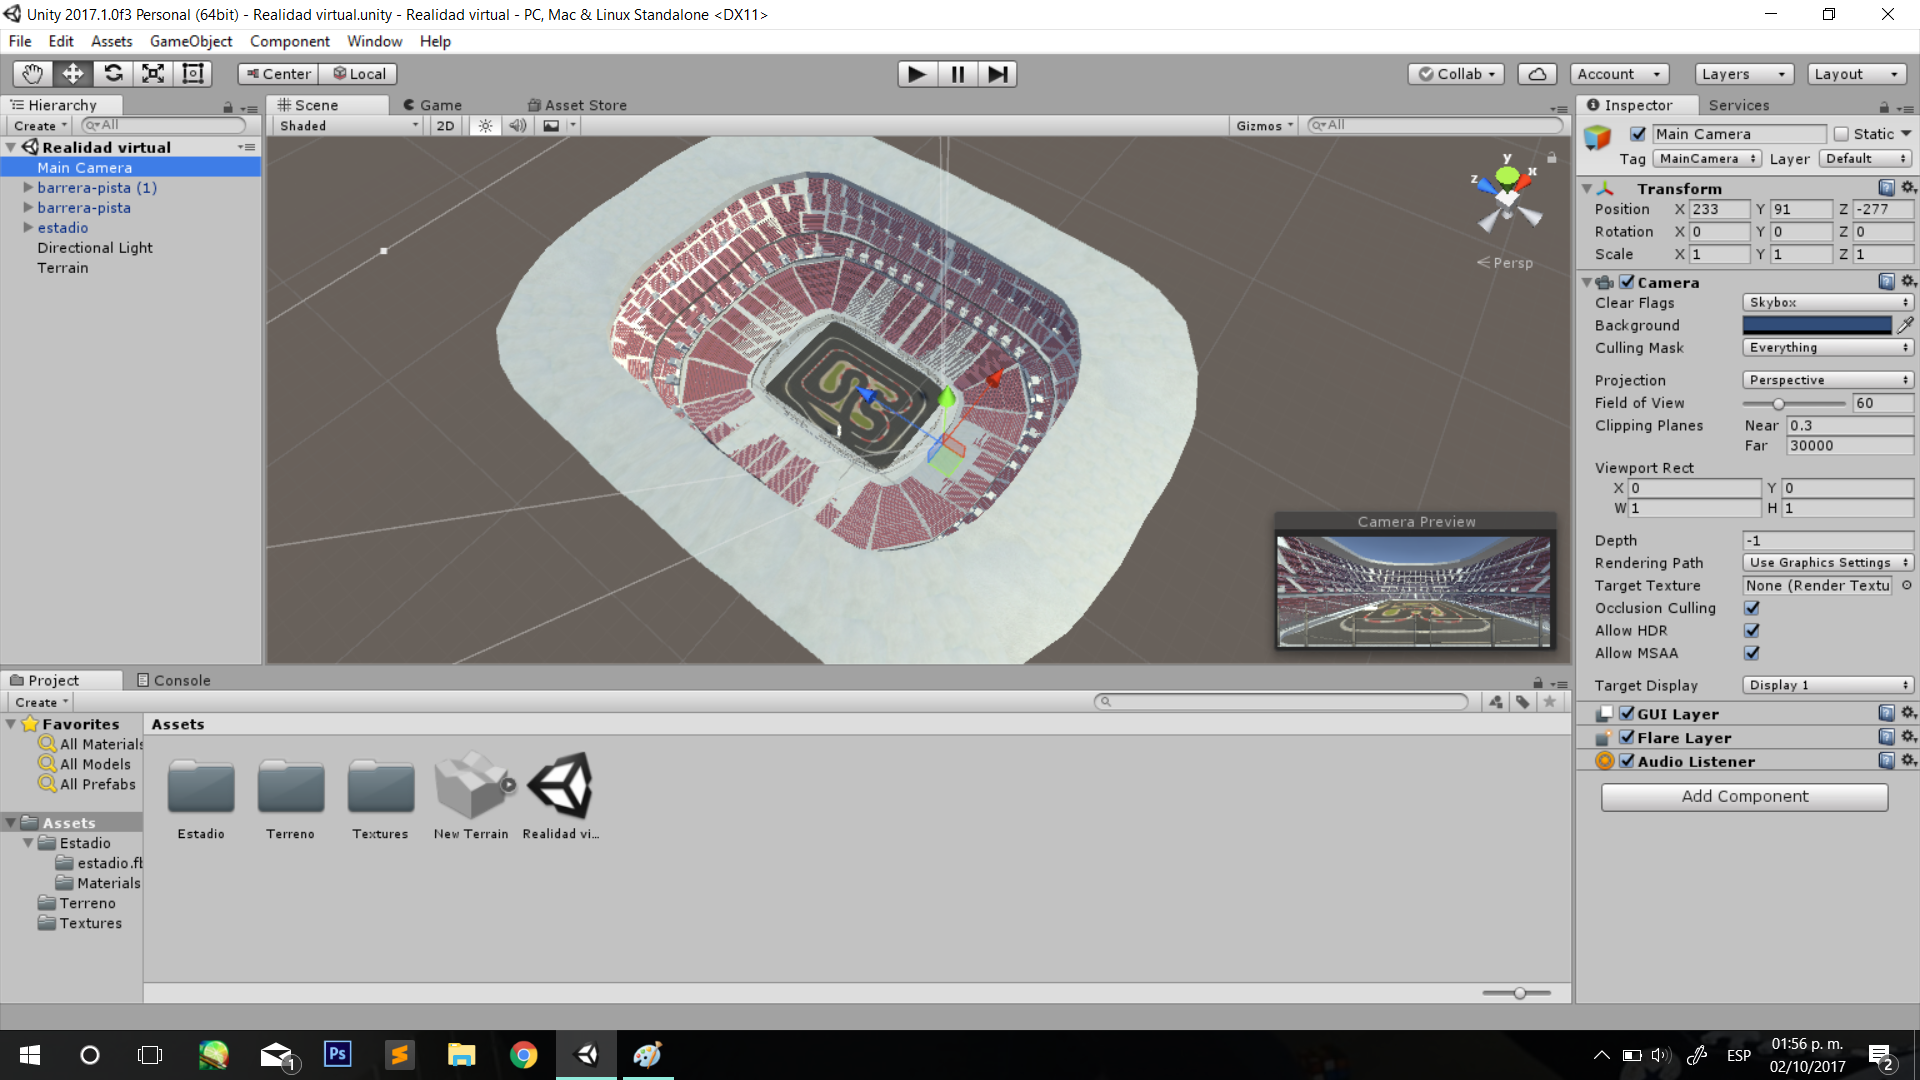 Unity 2017.1.0f3 Personal (64bit) - Realidad virtual.unity - Realidad virtual - PC, Mac & Linux Standalone <DX11>
File Edit Assets GameObject Component Window Help
Center Local Collab Account Layers Layout
Hierarchy
Create All
Realidad virtual
Main Camera
barrera-pista (1)
barrera-pista
estadio
Directional Light
Terrain
Scene Game Asset Store
Shaded 2D Gizmos All
y
z x
Persp
Camera Preview
Inspector Services
Main Camera Static
Tag MainCamera Layer Default
Transform
Position X 233 Y 91 Z -277
Rotation X 0 Y 0 Z 0
Scale X 1 Y 1 Z 1
Camera
Clear Flags Skybox
Background
Culling Mask Everything
Projection Perspective
Field of View 60
Clipping Planes Near 0.3
Far 30000
Viewport Rect
X 0 Y 0
W 1 H 1
Depth -1
Rendering Path Use Graphics Settings
Target Texture None (Render Textu
Occlusion Culling
Allow HDR
Allow MSAA
Target Display Display 1
GUI Layer
Flare Layer
Audio Listener
Add Component
Project Console
Create
Favorites
All Materials
All Models
All Prefabs
Assets
Estadio
estadio.fb
Materials
Terreno
Textures
Assets
Estadio Terreno Textures New Terrain Realidad vi...
1 Ps ESP 01:56 p. m.
02/10/2017 2